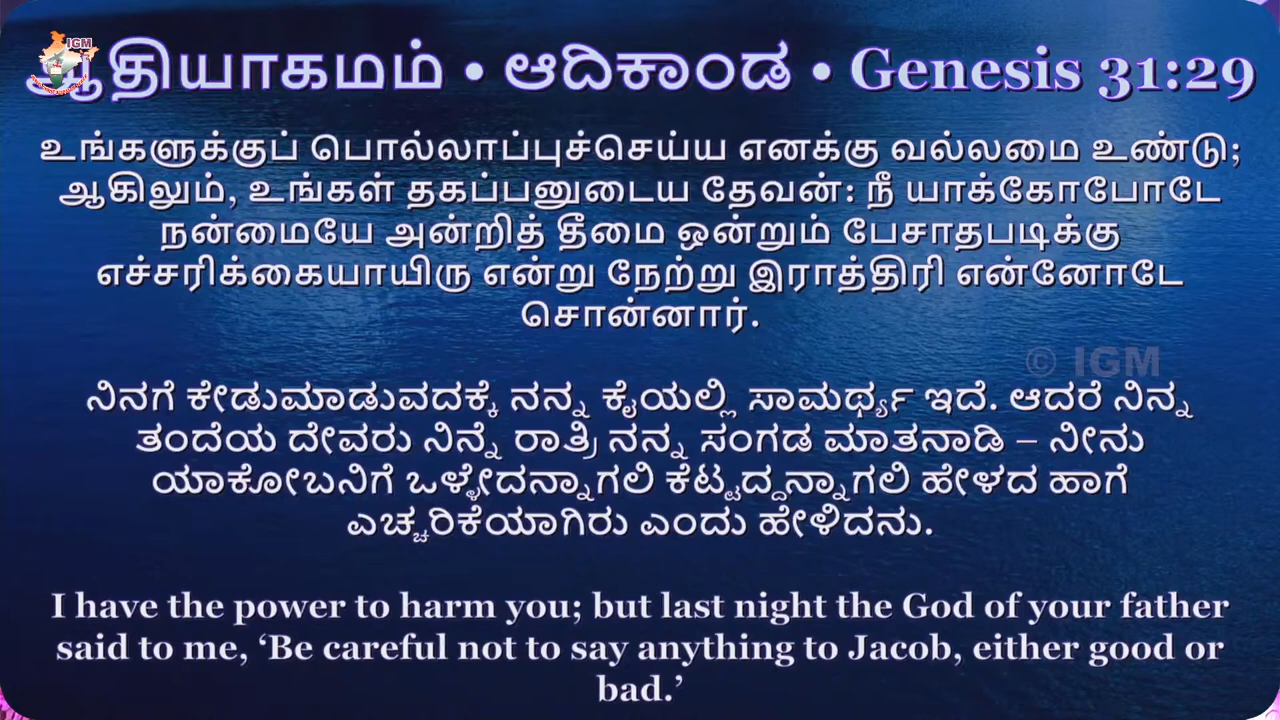 IGM
ஆதியாகமம் • ಆದಿಕಾಂಡ • Genesis 31:29
உங்களுக்குப் பொல்லாப்புச்செய்ய எனக்கு வல்லமை உண்டு;
ஆகிலும், உங்கள் தகப்பனுடைய தேவன்: நீ யாக்கோபோடே
நன்மையே அன்றித் தீமை ஒன்றும் பேசாதபடிக்கு
எச்சரிக்கையாயிரு என்று நேற்று இராத்திரி என்னோடே
சொன்னார்.
© IGM
ನಿನಗೆ ಕೇಡುಮಾಡುವದಕ್ಕೆ ನನ್ನ ಕೈಯಲ್ಲಿ ಸಾಮರ್ಥ್ಯ ಇದೆ. ಆದರೆ ನಿನ್ನ
ತಂದೆಯ ದೇವರು ನಿನ್ನೆ ರಾತ್ರಿ ನನ್ನ ಸಂಗಡ ಮಾತನಾಡಿ – ನೀನು
ಯಾಕೋಬನಿಗೆ ಒಳ್ಳೇದನ್ನಾಗಲಿ ಕೆಟ್ಟದ್ದನ್ನಾಗಲಿ ಹೇಳದ ಹಾಗೆ
ಎಚ್ಚರಿಕೆಯಾಗಿರು ಎಂದು ಹೇಳಿದನು.
I have the power to harm you; but last night the God of your father
said to me, ‘Be careful not to say anything to Jacob, either good or
bad.’